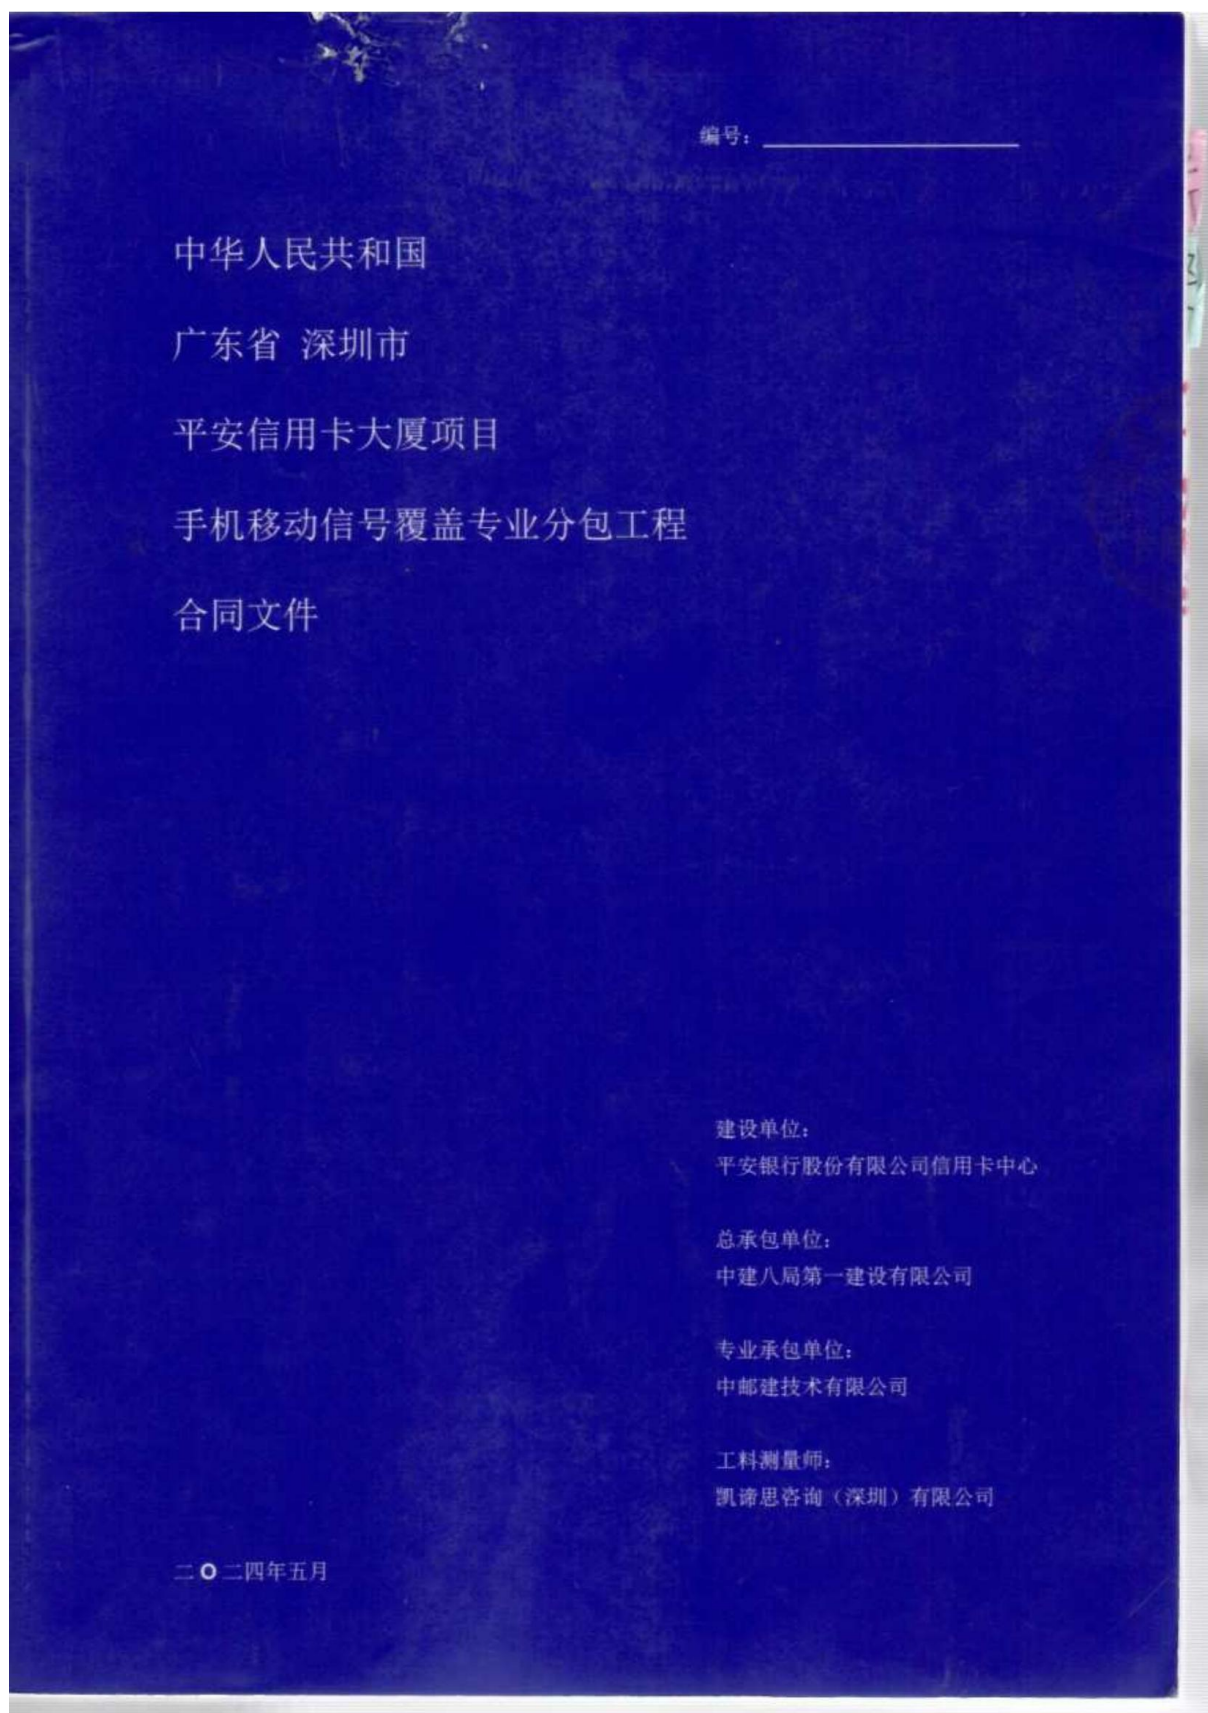 编号：
中华人民共和国
广东省 深圳市
平安信用卡大厦项目
手机移动信号覆盖专业分包工程
合同文件
建设单位：
平安银行股份有限公司信用卡中心
总承包单位：
中建八局第一建设有限公司
专业承包单位：
中邮建技术有限公司
工料测量师：
凯谛思咨询（深圳）有限公司
二〇二四年五月